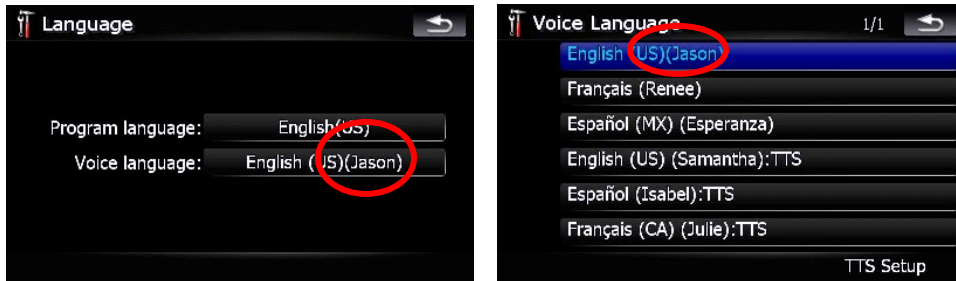 Language
Program language: English(US)
Voice language: English (US)(Jason)
Voice Language 1/1
English (US)(Jason)
Français (Renee)
Español (MX) (Esperanza)
English (US) (Samantha):TTS
Español (Isabel):TTS
Français (CA) (Julie):TTS
TTS Setup